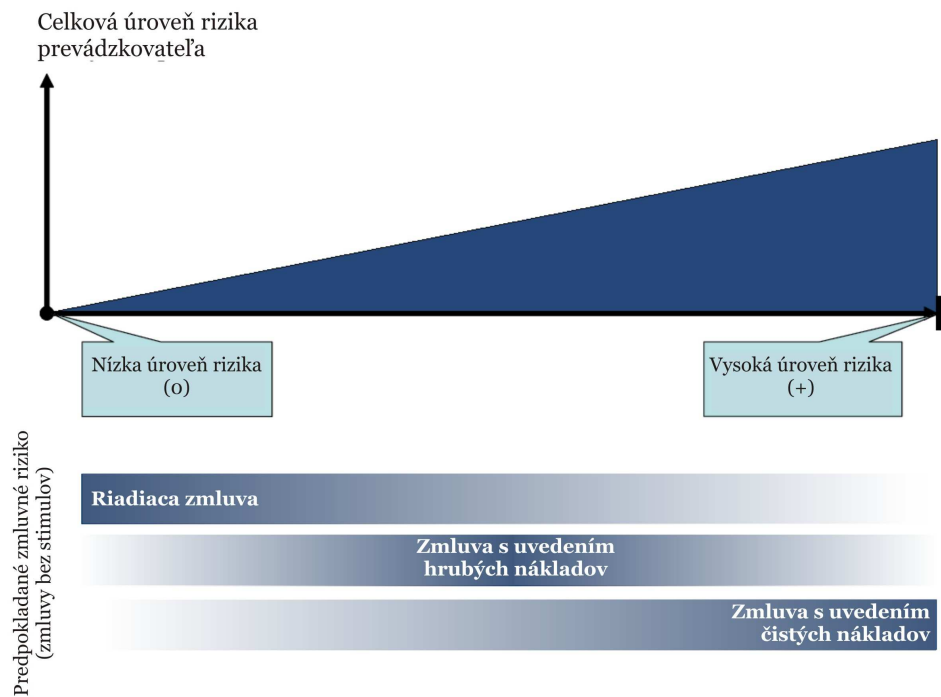 Celková úroveň rizika
prevádzkovateľa
Nízka úroveň rizika
(0)
Vysoká úroveň rizika
(+)
Predpokladané zmluvné riziko
(zmluvy bez stimulov)
Riadiaca zmluva
Zmluva s uvedením
hrubých nákladov
Zmluva s uvedením
čistých nákladov